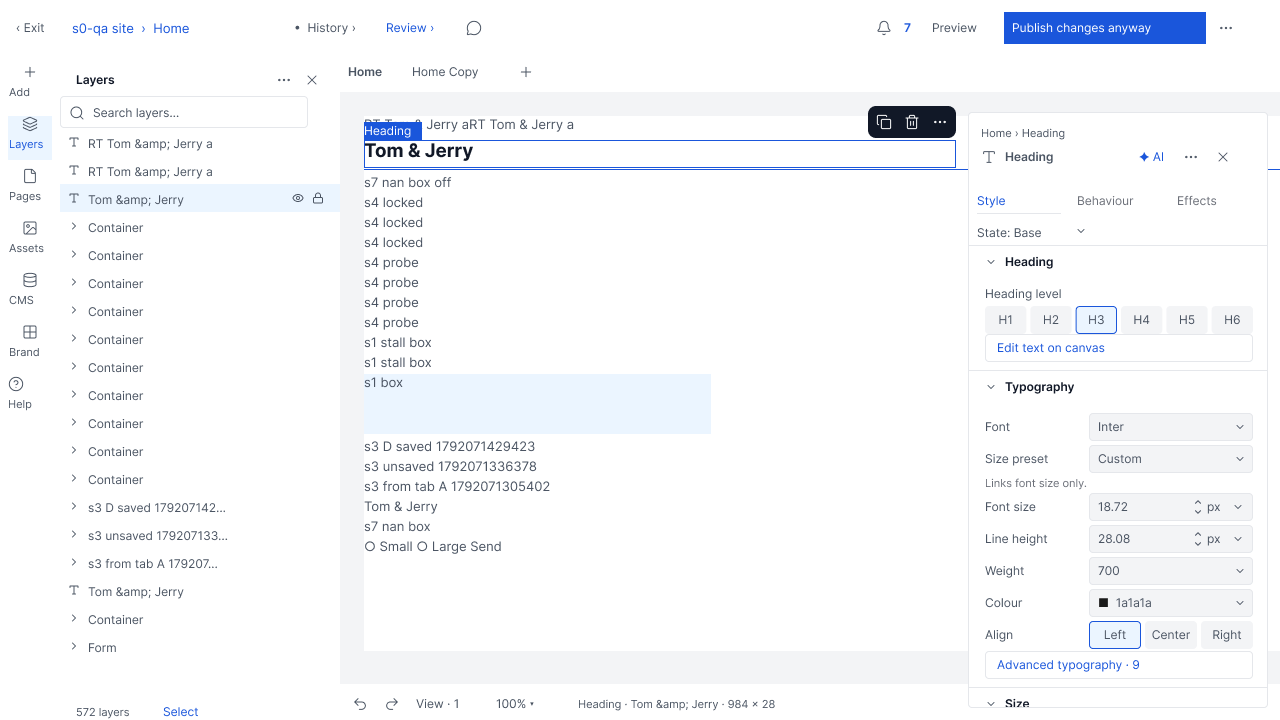 ‹ Exit
s0-qa site › Home
• History ›
Review ›
7
Preview
Publish changes anyway
Add
Layers
Pages
Assets
CMS
Brand
Help
Layers
Search layers…
RT Tom &amp; Jerry a
RT Tom &amp; Jerry a
Tom &amp; Jerry
Container
Container
Container
Container
Container
Container
Container
Container
Container
Container
s3 D saved 179207142…
s3 unsaved 179207133…
s3 from tab A 179207…
Tom &amp; Jerry
Container
Form
572 layers
Select
Home
Home Copy
RT Tom & Jerry aRT Tom & Jerry a
Heading
Tom & Jerry
s7 nan box off
s4 locked
s4 locked
s4 locked
s4 probe
s4 probe
s4 probe
s4 probe
s1 stall box
s1 stall box
s1 box
s3 D saved 1792071429423
s3 unsaved 1792071336378
s3 from tab A 1792071305402
Tom & Jerry
s7 nan box
Small Large Send
View · 1
100%
Heading · Tom &amp; Jerry · 984 × 28
Home › Heading
Heading
AI
Style
Behaviour
Effects
State: Base
Heading
Heading level
H1 H2 H3 H4 H5 H6
Edit text on canvas
Typography
Font
Inter
Size preset
Custom
Links font size only.
Font size
18.72
px
Line height
28.08
px
Weight
700
Colour
1a1a1a
Align
Left
Center
Right
Advanced typography · 9
Size